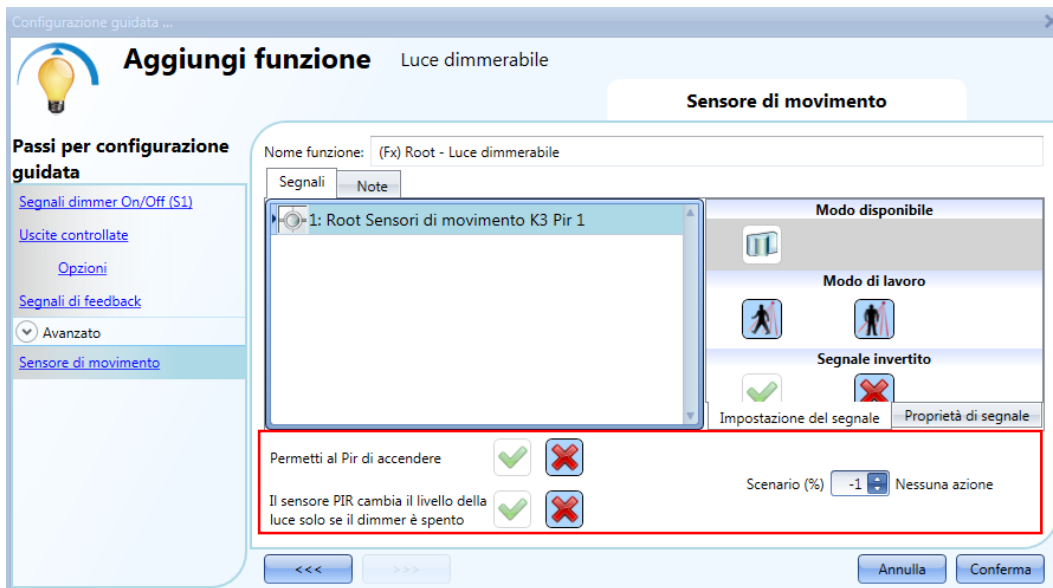 Configurazione guidata ...
Aggiungi funzione Luce dimmerabile
Sensore di movimento
Passi per configurazione
guidata
Segnali dimmer On/Off (S1)
Uscite controllate
Opzioni
Segnali di feedback
Avanzato
Sensore di movimento
Nome funzione: (Fx) Root - Luce dimmerabile
Segnali Note
1: Root Sensori di movimento K3 Pir 1
Modo disponibile
Modo di lavoro
Segnale invertito
Impostazione del segnale Proprietà di segnale
Permetti al Pir di accendere
Il sensore PIR cambia il livello della
luce solo se il dimmer è spento
Scenario (%) -1 Nessuna azione
<<< >>> Annulla Conferma